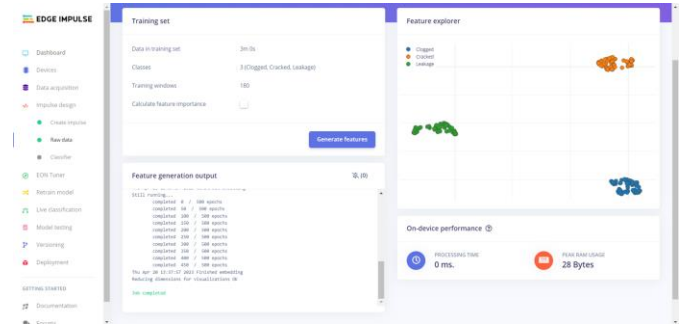 EDGE IMPULSE
Dashboard
Devices
Data acquisition
Impulse design
Create impulse
Raw data
Classifier
EON Tuner
Retrain model
Live classification
Model testing
Versioning
Deployment
GETTING STARTED
Documentation
Forums
Training set
Data in training set 3m 0s
Classes 3 (Clogged, Cracked, Leakage)
Training windows 180
Calculate feature importance
Generate features
Feature generation output (0)
Still running...
completed 0 / 500 epochs
completed 50 / 500 epochs
completed 100 / 500 epochs
completed 150 / 500 epochs
completed 200 / 500 epochs
completed 250 / 500 epochs
completed 300 / 500 epochs
completed 350 / 500 epochs
completed 400 / 500 epochs
completed 450 / 500 epochs
Finished embedding
Reducing dimensions for visualizations OK
Job completed
Feature explorer
Clogged
Cracked
Leakage
On-device performance
PROCESSING TIME
0 ms.
PEAK RAM USAGE
28 Bytes